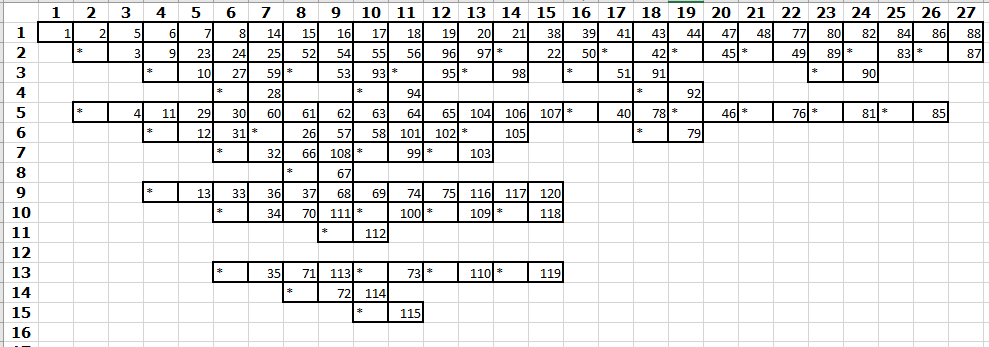 1 2 3 4 5 6 7 8 9 10 11 12 13 14 15 16 17 18 19 20 21 22 23 24 25 26 27
1 1 2 5 6 7 8 14 15 16 17 18 19 20 21 38 39 41 43 44 47 48 77 80 82 84 86 88
2 * 3 9 23 24 25 52 54 55 56 96 97 * 22 50 * 42 * 45 * 49 89 * 83 * 87
3 * 10 27 59 * 53 93 * 95 * 98 * 51 91 * 90
4 * 28 * 94 * 92
5 * 4 11 29 30 60 61 62 63 64 65 104 106 107 * 40 78 * 46 * 76 * 81 * 85
6 * 12 31 * 26 57 58 101 102 * 105 * 79
7 * 32 66 108 * 99 * 103
8 * 67
9 * 13 33 36 37 68 69 74 75 116 117 120
10 * 34 70 111 * 100 * 109 * 118
11 * 112
12
13 * 35 71 113 * 73 * 110 * 119
14 * 72 114
15 * 115
16